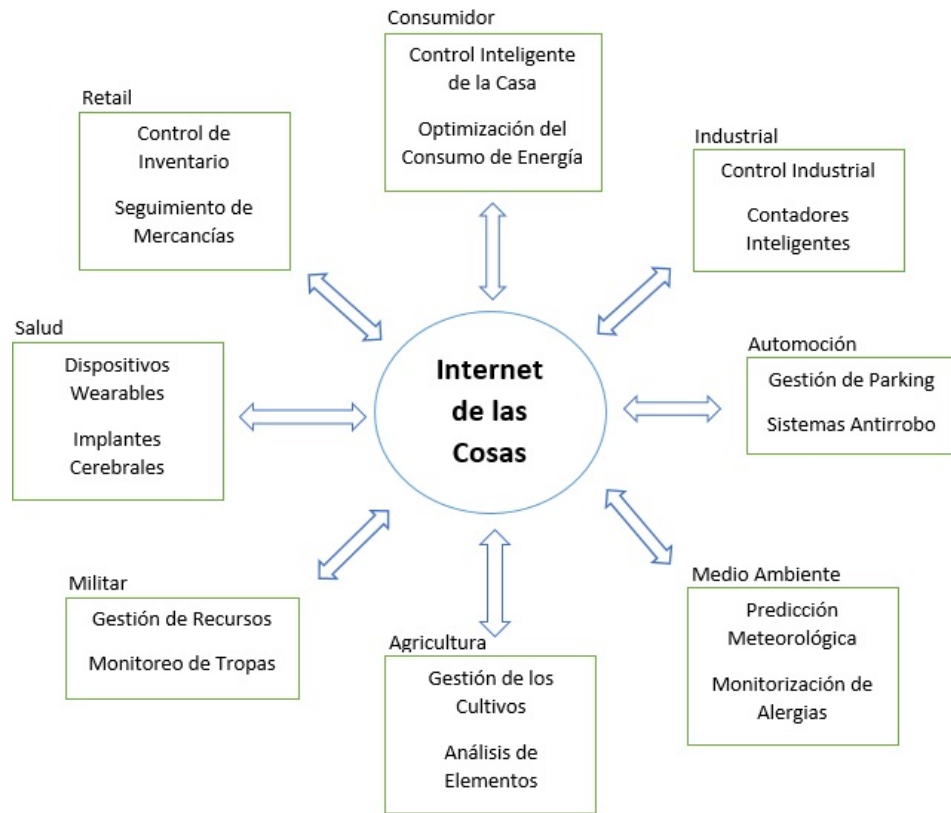 Consumidor
Control Inteligente
de la Casa
Optimización del
Consumo de Energía
Retail
Control de
Inventario
Seguimiento de
Mercancías
Industrial
Control Industrial
Contadores
Inteligentes
Salud
Dispositivos
Wearables
Implantes
Cerebrales
Internet
de las
Cosas
Automoción
Gestión de Parking
Sistemas Antirrobo
Militar
Gestión de Recursos
Monitoreo de Tropas
Agricultura
Gestión de los
Cultivos
Análisis de
Elementos
Medio Ambiente
Predicción
Meteorológica
Monitorización de
Alergias